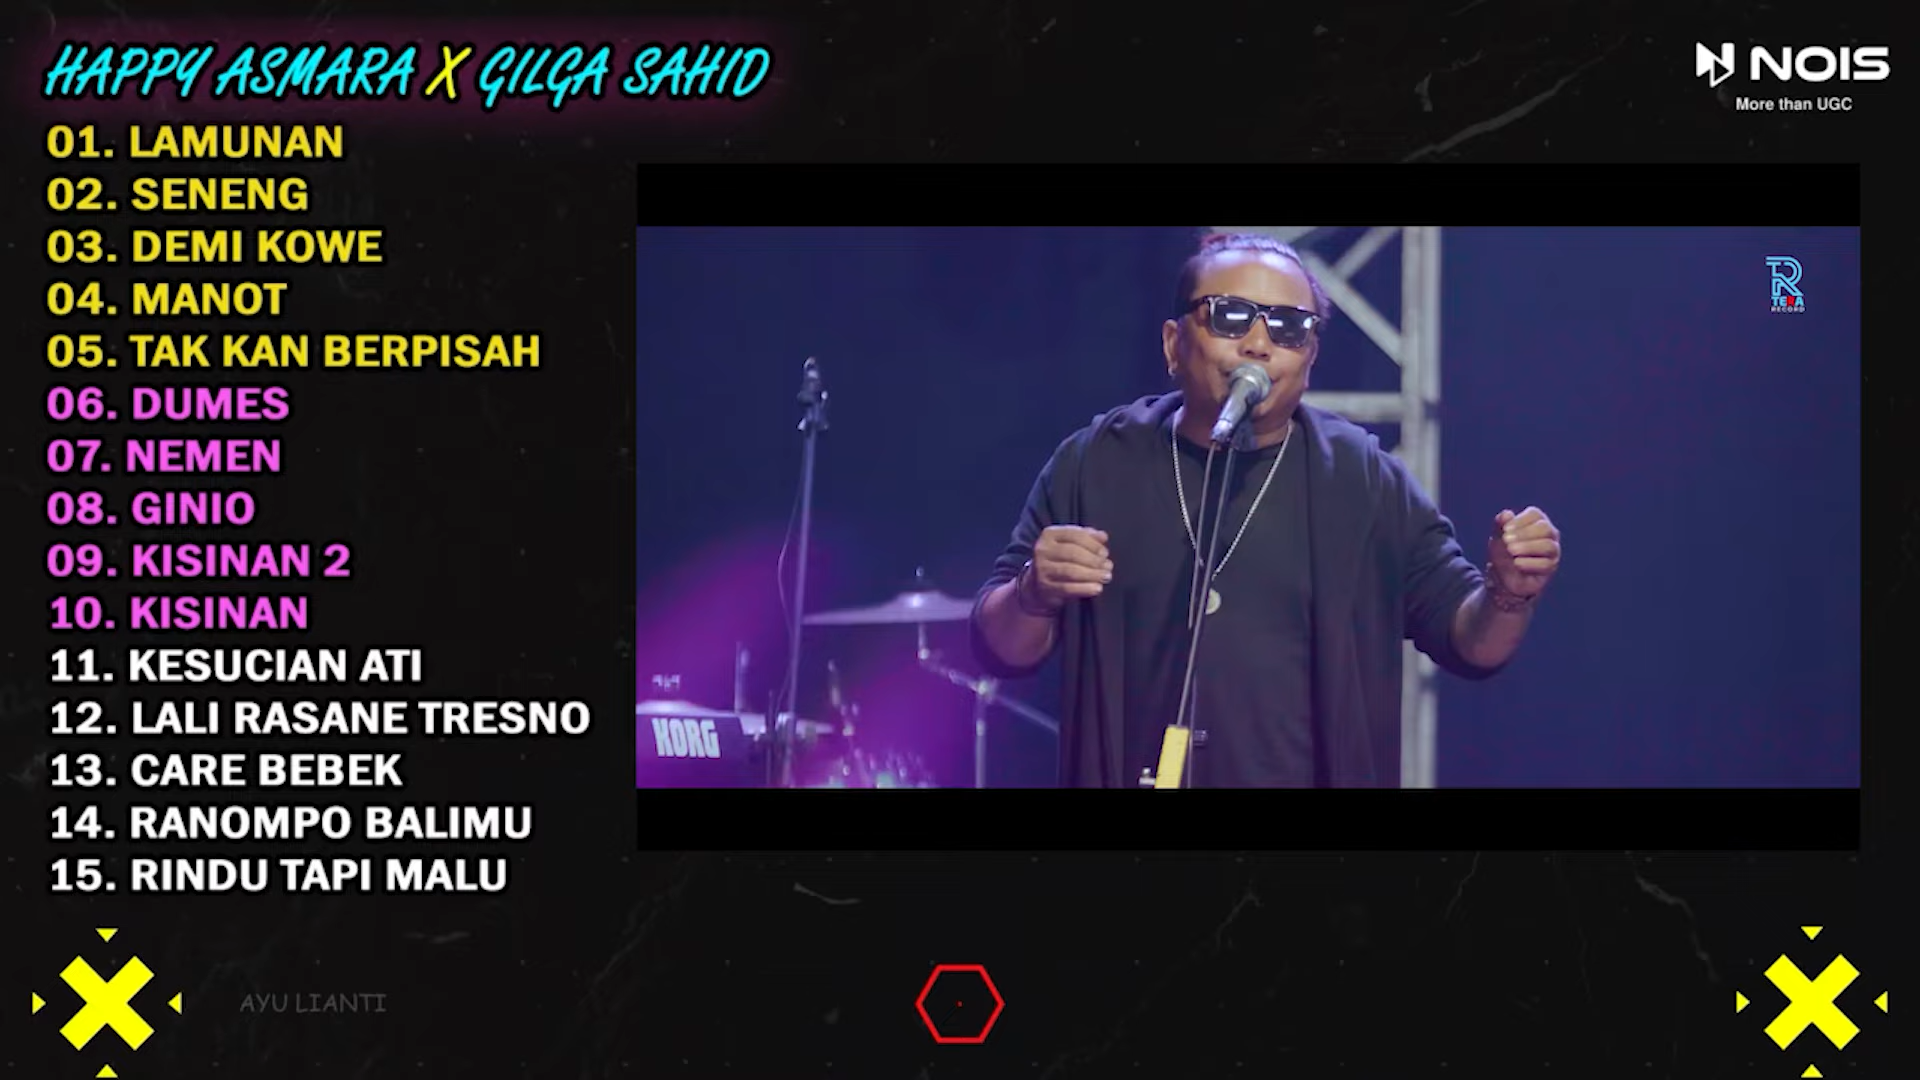 HAPPY ASMARA X GILGA SAHID
NOIS
More than UGC
01. LAMUNAN
02. SENENG
03. DEMI KOWE
04. MANOT
05. TAK KAN BERPISAH
06. DUMES
07. NEMEN
08. GINIO
09. KISINAN 2
10. KISINAN
11. KESUCIAN ATI
12. LALI RASANE TRESNO
13. CARE BEBEK
14. RANOMPO BALIMU
15. RINDU TAPI MALU
TEKA
RECORD
KORG
AYU LIANTI